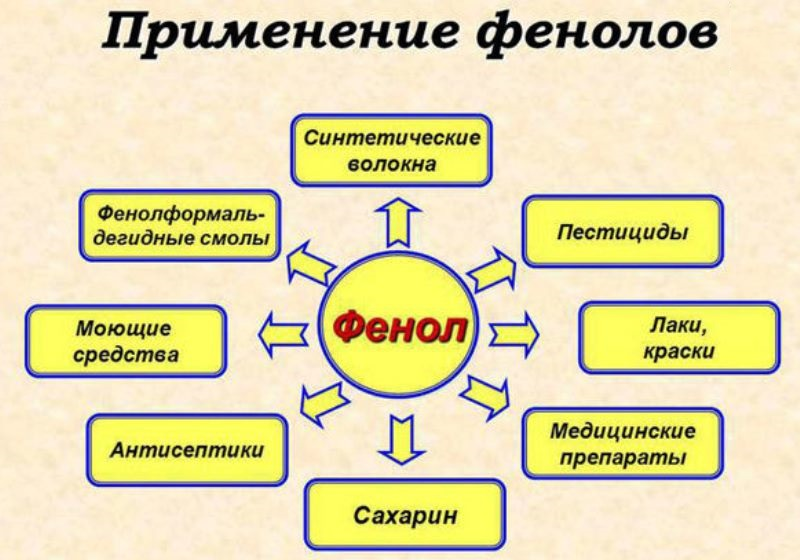 Применение фенолов
Синтетические
волокна
Фенолформаль-
дегидные смолы
Пестициды
Фенол
Моющие
средства
Лаки,
краски
Антисептики
Медицинские
препараты
Сахарин